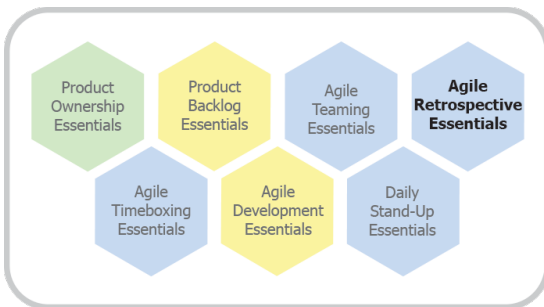 Product
Ownership
Essentials
Product
Backlog
Essentials
Agile
Teaming
Essentials
Agile
Retrospective
Essentials
Agile
Timeboxing
Essentials
Agile
Development
Essentials
Daily
Stand-Up
Essentials